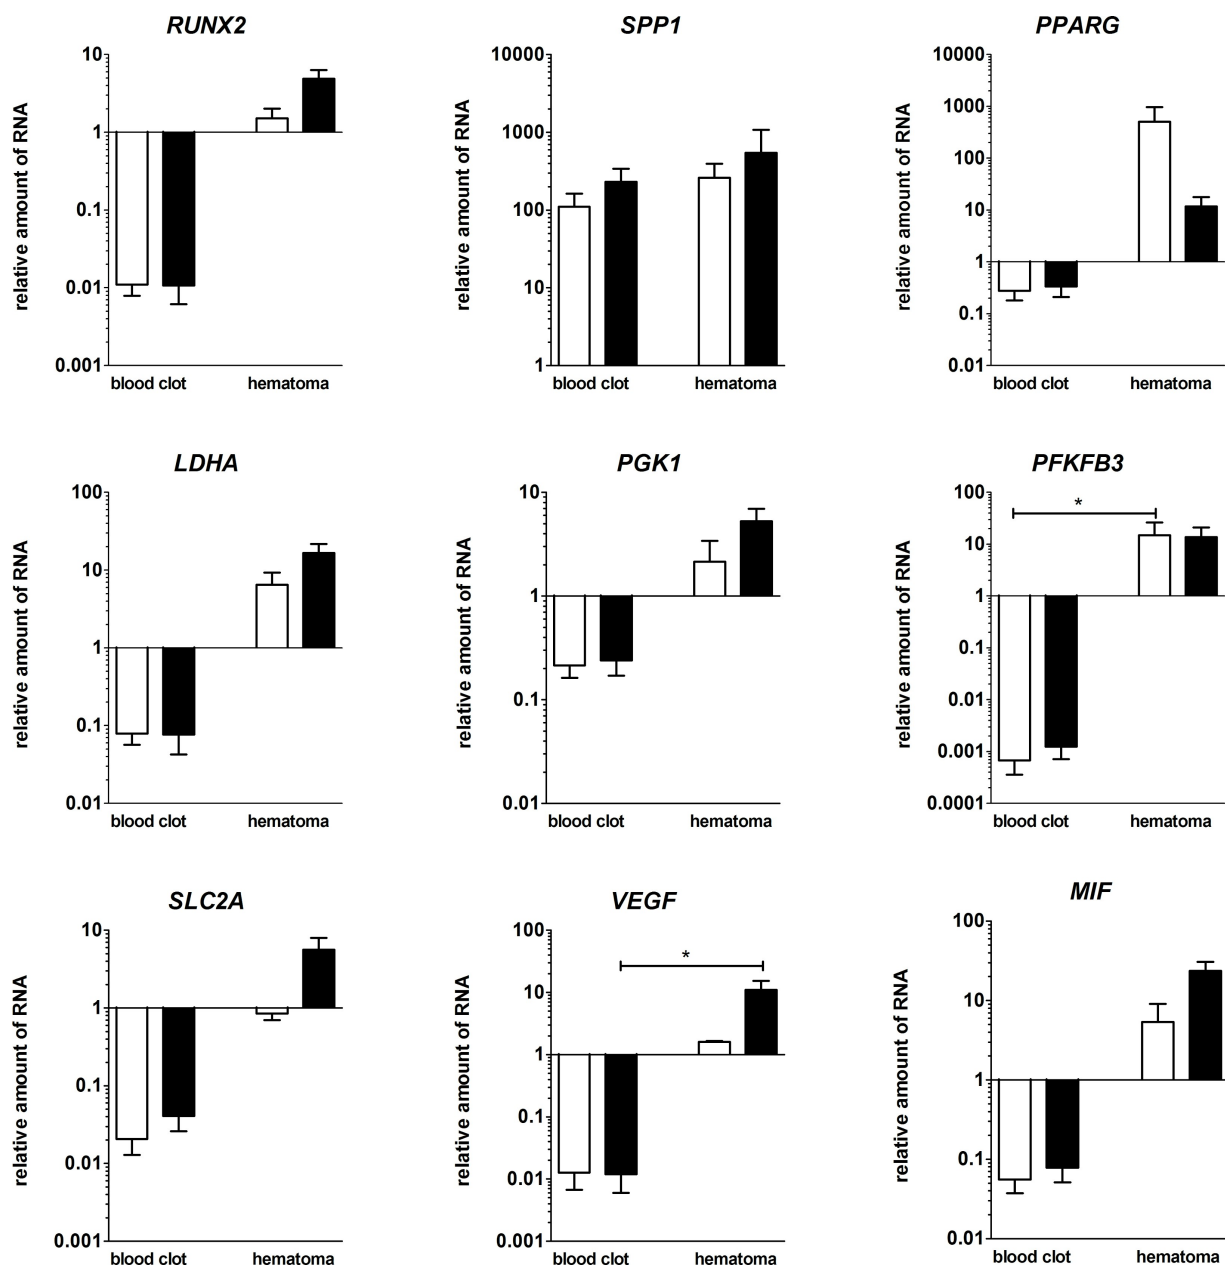 RUNX2
relative amount of RNA
10
1
0.1
0.01
0.001
blood clot hematoma
SPP1
relative amount of RNA
10000
1000
100
10
1
blood clot hematoma
PPARG
relative amount of RNA
10000
1000
100
10
1
0.1
0.01
blood clot hematoma
LDHA
relative amount of RNA
100
10
1
0.1
0.01
blood clot hematoma
PGK1
relative amount of RNA
10
1
0.1
0.01
blood clot hematoma
PFKFB3
relative amount of RNA
100
10
1
0.1
0.01
0.001
0.0001
*
blood clot hematoma
SLC2A
relative amount of RNA
10
1
0.1
0.01
0.001
blood clot hematoma
VEGF
relative amount of RNA
100
10
1
0.1
0.01
0.001
*
blood clot hematoma
MIF
relative amount of RNA
100
10
1
0.1
0.01
blood clot hematoma